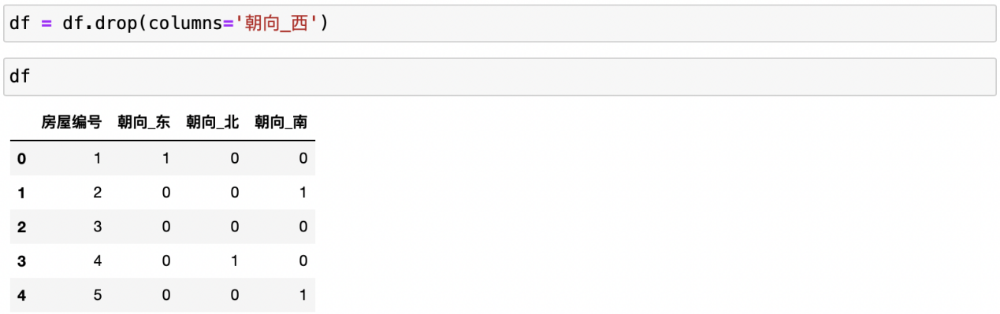 df = df.drop(columns='朝向_西')
df
房屋编号 朝向_东 朝向_北 朝向_南
0 1 1 0 0
1 2 0 0 1
2 3 0 0 0
3 4 0 1 0
4 5 0 0 1